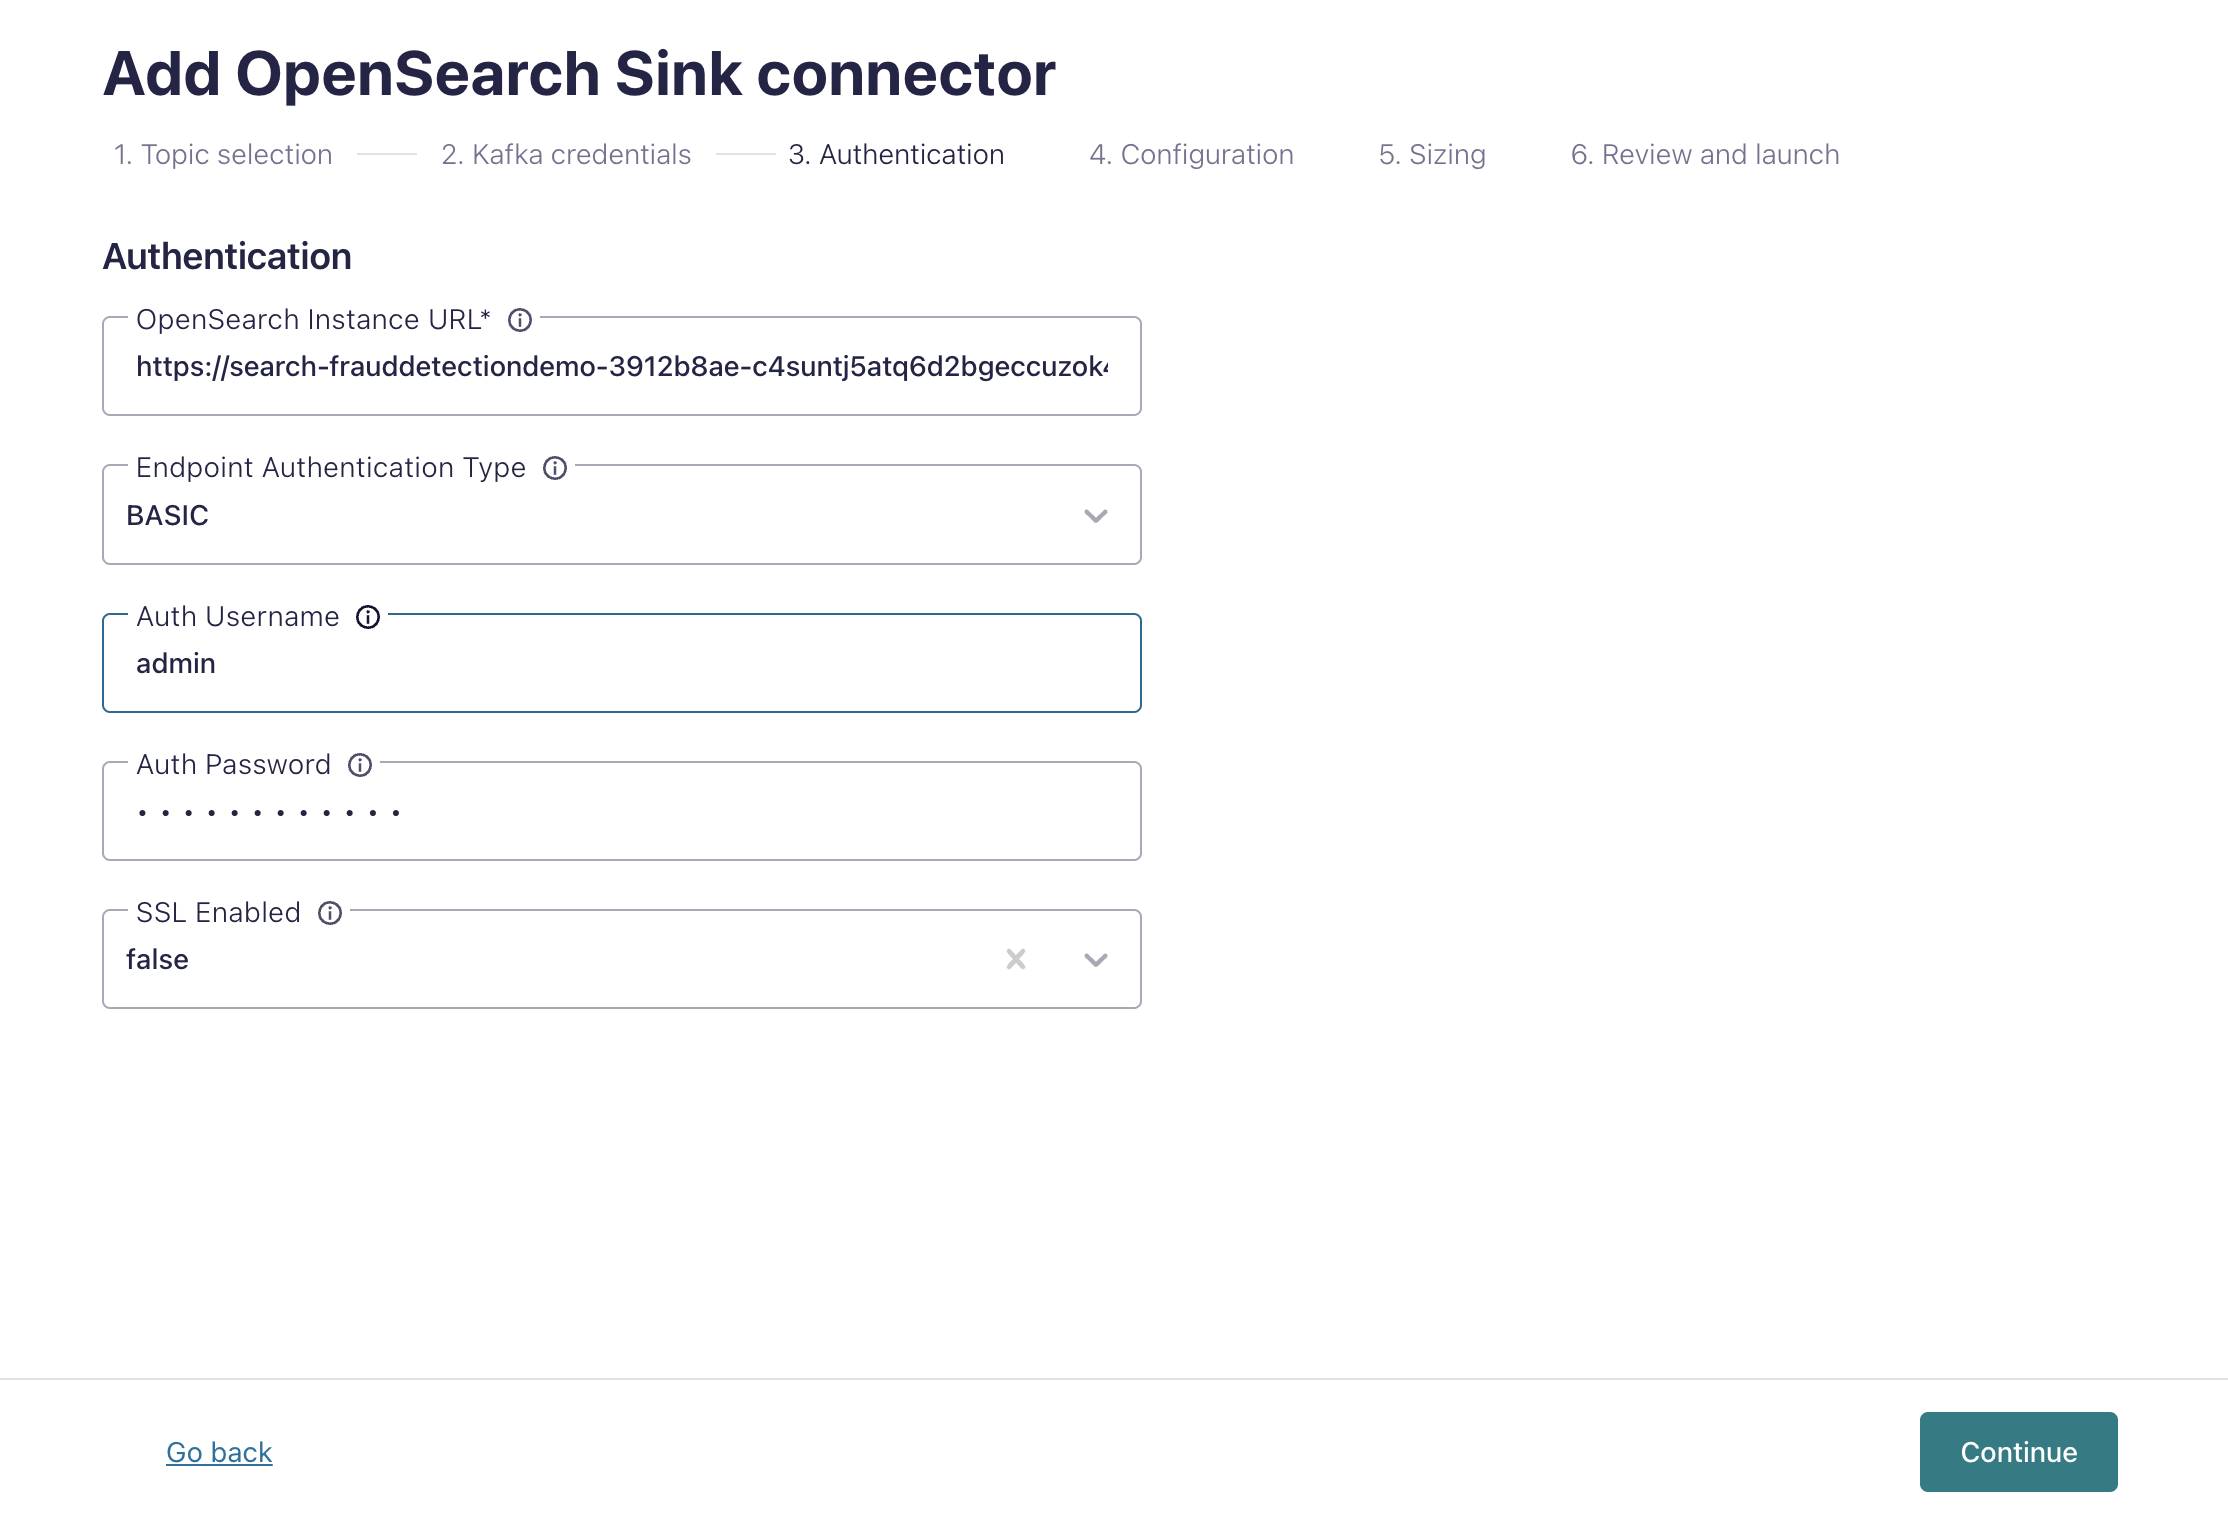 Add OpenSearch Sink connector
1. Topic selection 2. Kafka credentials 3. Authentication 4. Configuration 5. Sizing 6. Review and launch
Authentication
OpenSearch Instance URL*
https://search-frauddetectiondemo-3912b8ae-c4suntj5atq6d2bgeccuzok4
Endpoint Authentication Type
BASIC
Auth Username
admin
Auth Password
• • • • • • • • • • • •
SSL Enabled
false
Go back
Continue